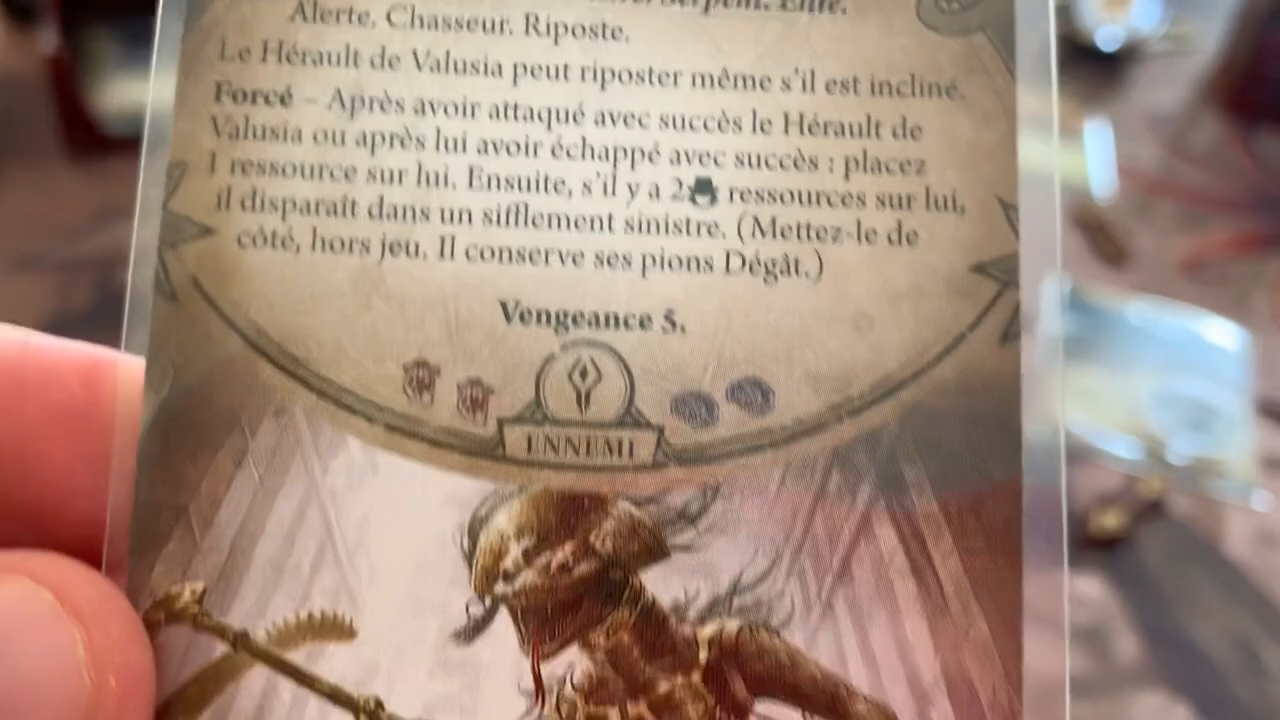 Serpent. Élite.
Alerte. Chasseur. Riposte.
Le Hérault de Valusia peut riposter même s'il est incliné.
Forcé – Après avoir attaqué avec succès le Hérault de
Valusia ou après lui avoir échappé avec succès : placez
1 ressource sur lui. Ensuite, s'il y a 2 ressources sur lui,
il disparaît dans un sifflement sinistre. (Mettez-le de
côté, hors jeu. Il conserve ses pions Dégât.)
Vengeance 5.
ENNEMI